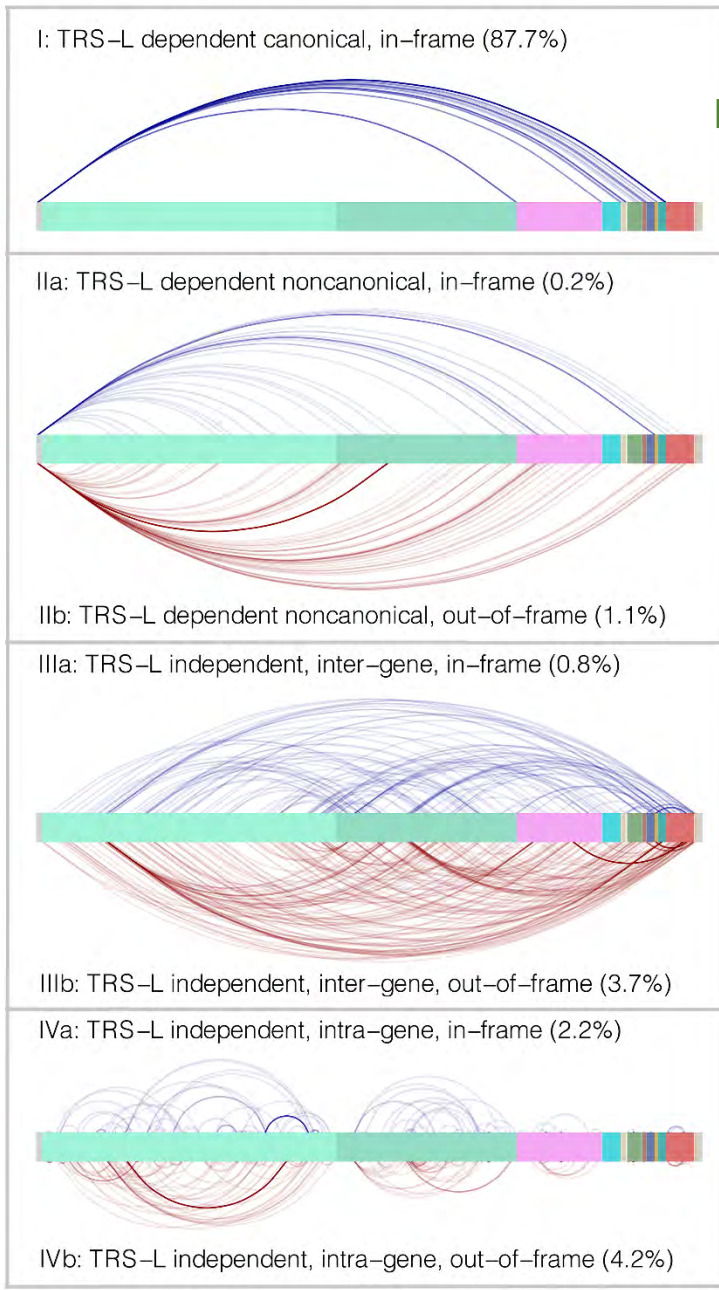 I: TRS–L dependent canonical, in–frame (87.7%)
IIa: TRS–L dependent noncanonical, in–frame (0.2%)
IIb: TRS–L dependent noncanonical, out–of–frame (1.1%)
IIIa: TRS–L independent, inter–gene, in–frame (0.8%)
IIIb: TRS–L independent, inter–gene, out–of–frame (3.7%)
IVa: TRS–L independent, intra–gene, in–frame (2.2%)
IVb: TRS–L independent, intra–gene, out–of–frame (4.2%)